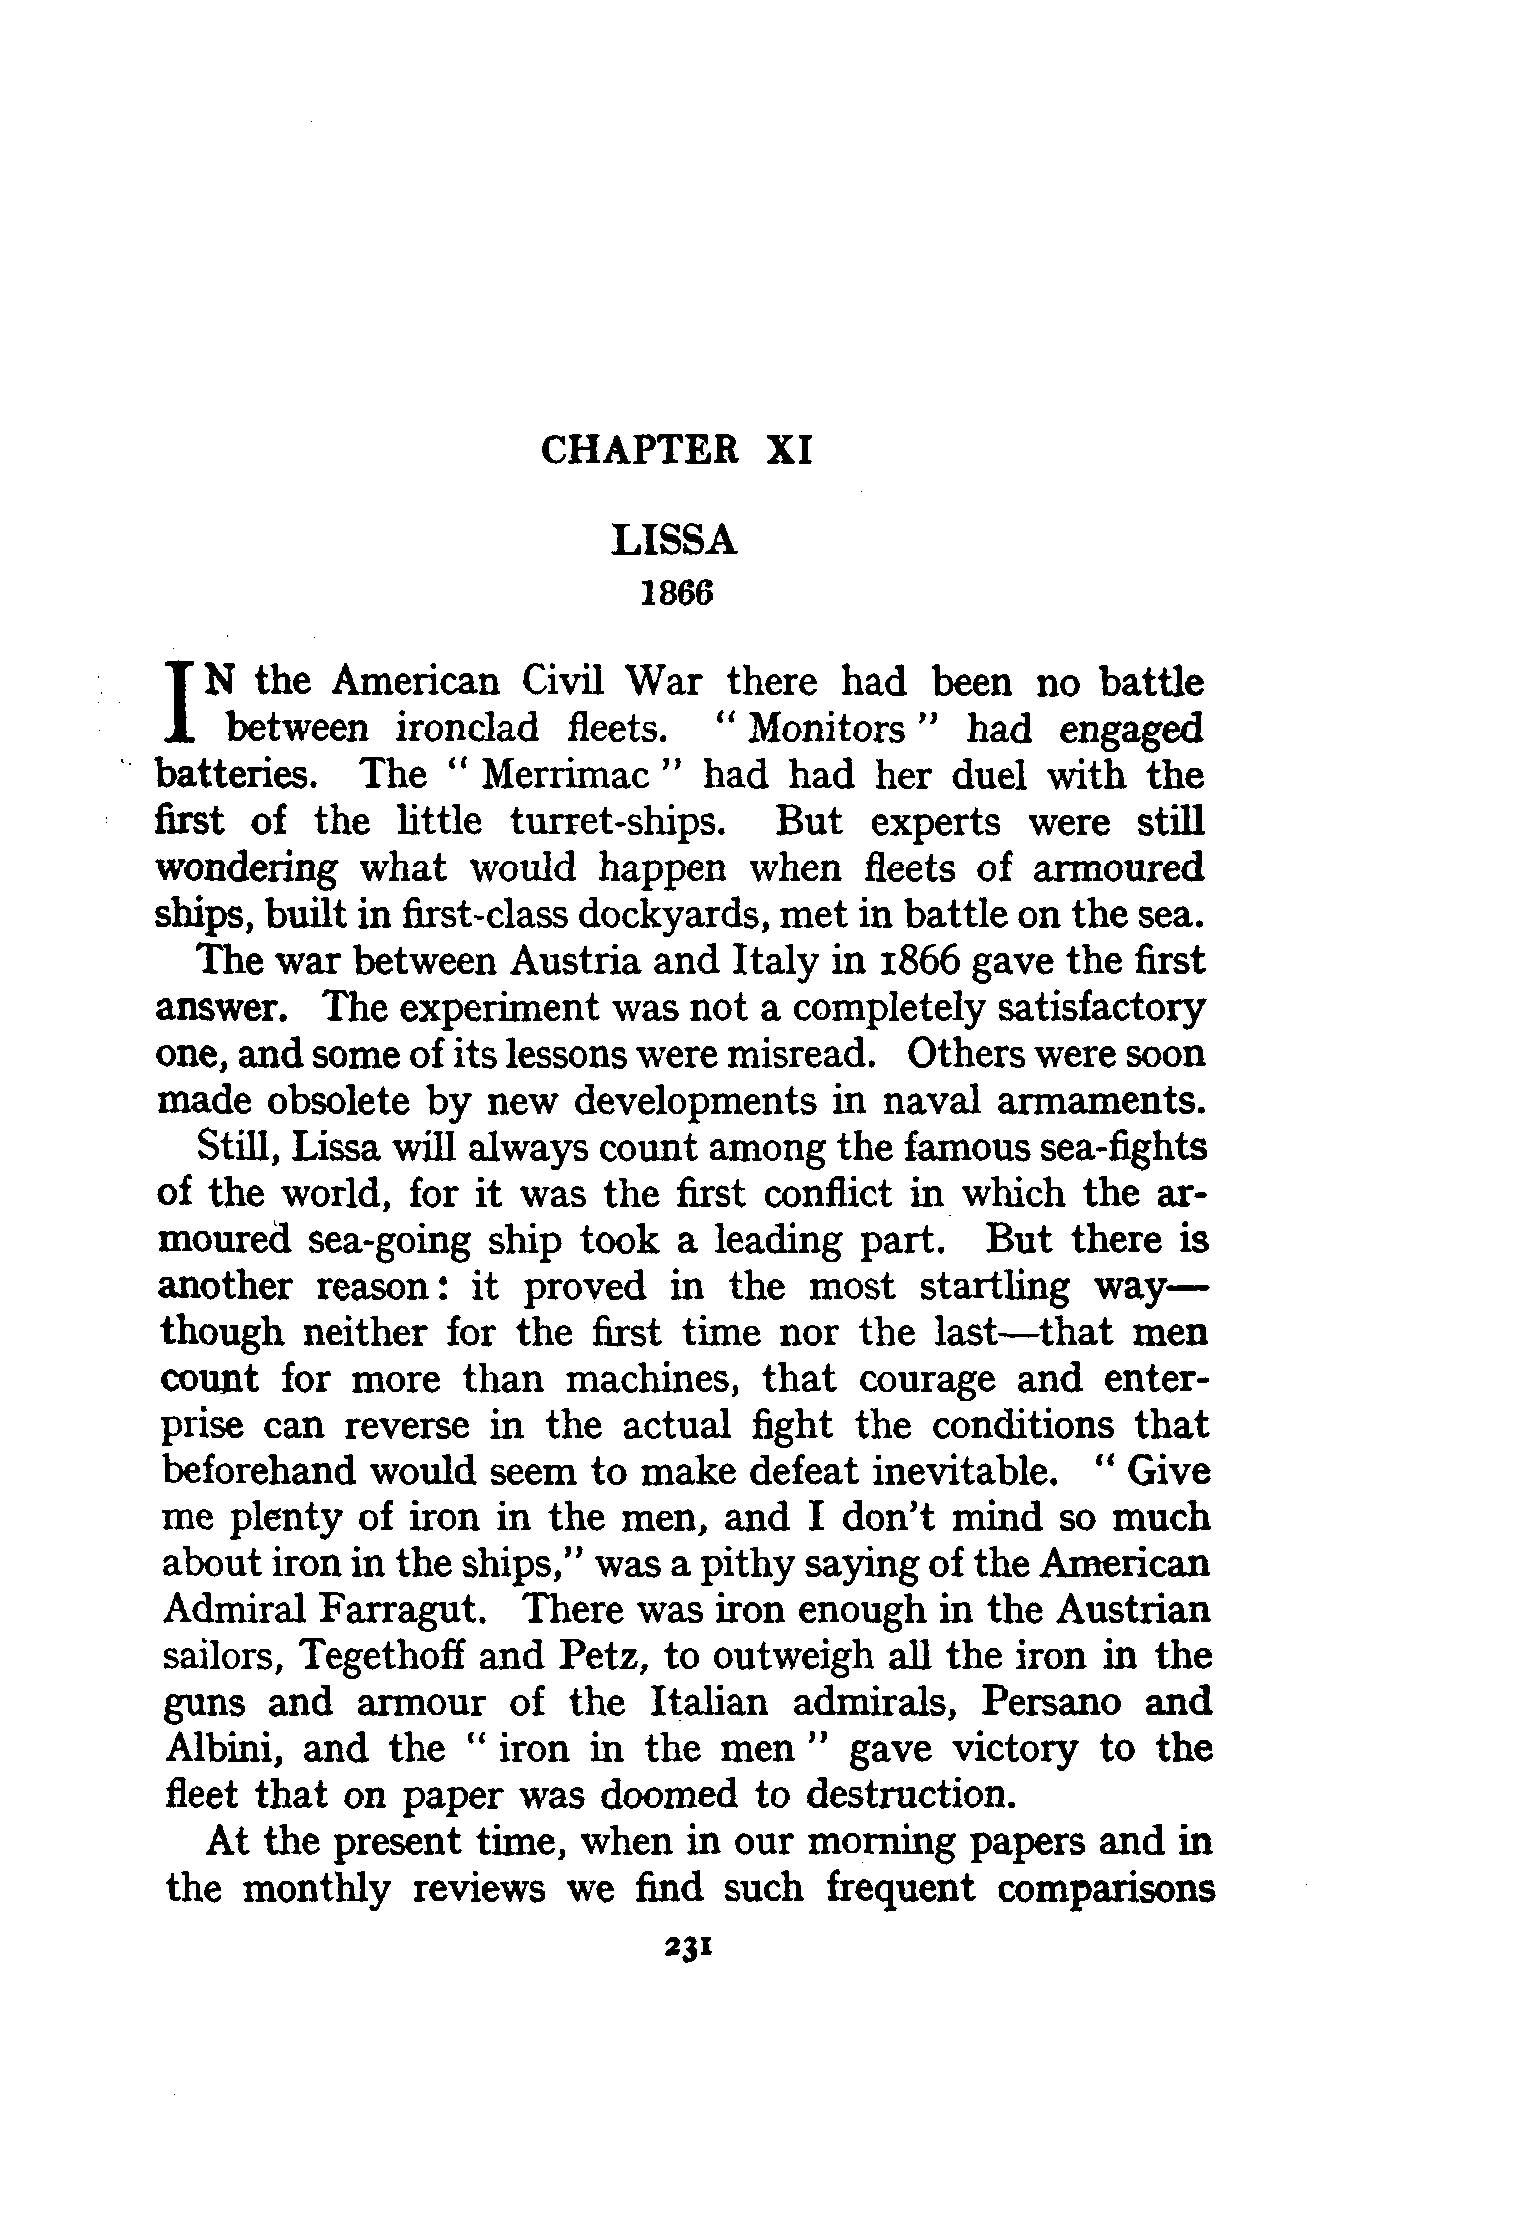 CHAPTER XI
LISSA
1866
IN the American Civil War there had been no battle
between ironclad fleets. " Monitors " had engaged
batteries. The " Merrimac " had had her duel with the
first of the little turret-ships. But experts were still
wondering what would happen when fleets of armoured
ships, built in first-class dockyards, met in battle on the sea.
The war between Austria and Italy in 1866 gave the first
answer. The experiment was not a completely satisfactory
one, and some of its lessons were misread. Others were soon
made obsolete by new developments in naval armaments.
Still, Lissa will always count among the famous sea-fights
of the world, for it was the first conflict in which the ar-
moured sea-going ship took a leading part. But there is
another reason: it proved in the most startling way—
though neither for the first time nor the last—that men
count for more than machines, that courage and enter-
prise can reverse in the actual fight the conditions that
beforehand would seem to make defeat inevitable. " Give
me plenty of iron in the men, and I don't mind so much
about iron in the ships," was a pithy saying of the American
Admiral Farragut. There was iron enough in the Austrian
sailors, Tegethoff and Petz, to outweigh all the iron in the
guns and armour of the Italian admirals, Persano and
Albini, and the " iron in the men " gave victory to the
fleet that on paper was doomed to destruction.
At the present time, when in our morning papers and in
the monthly reviews we find such frequent comparisons
231